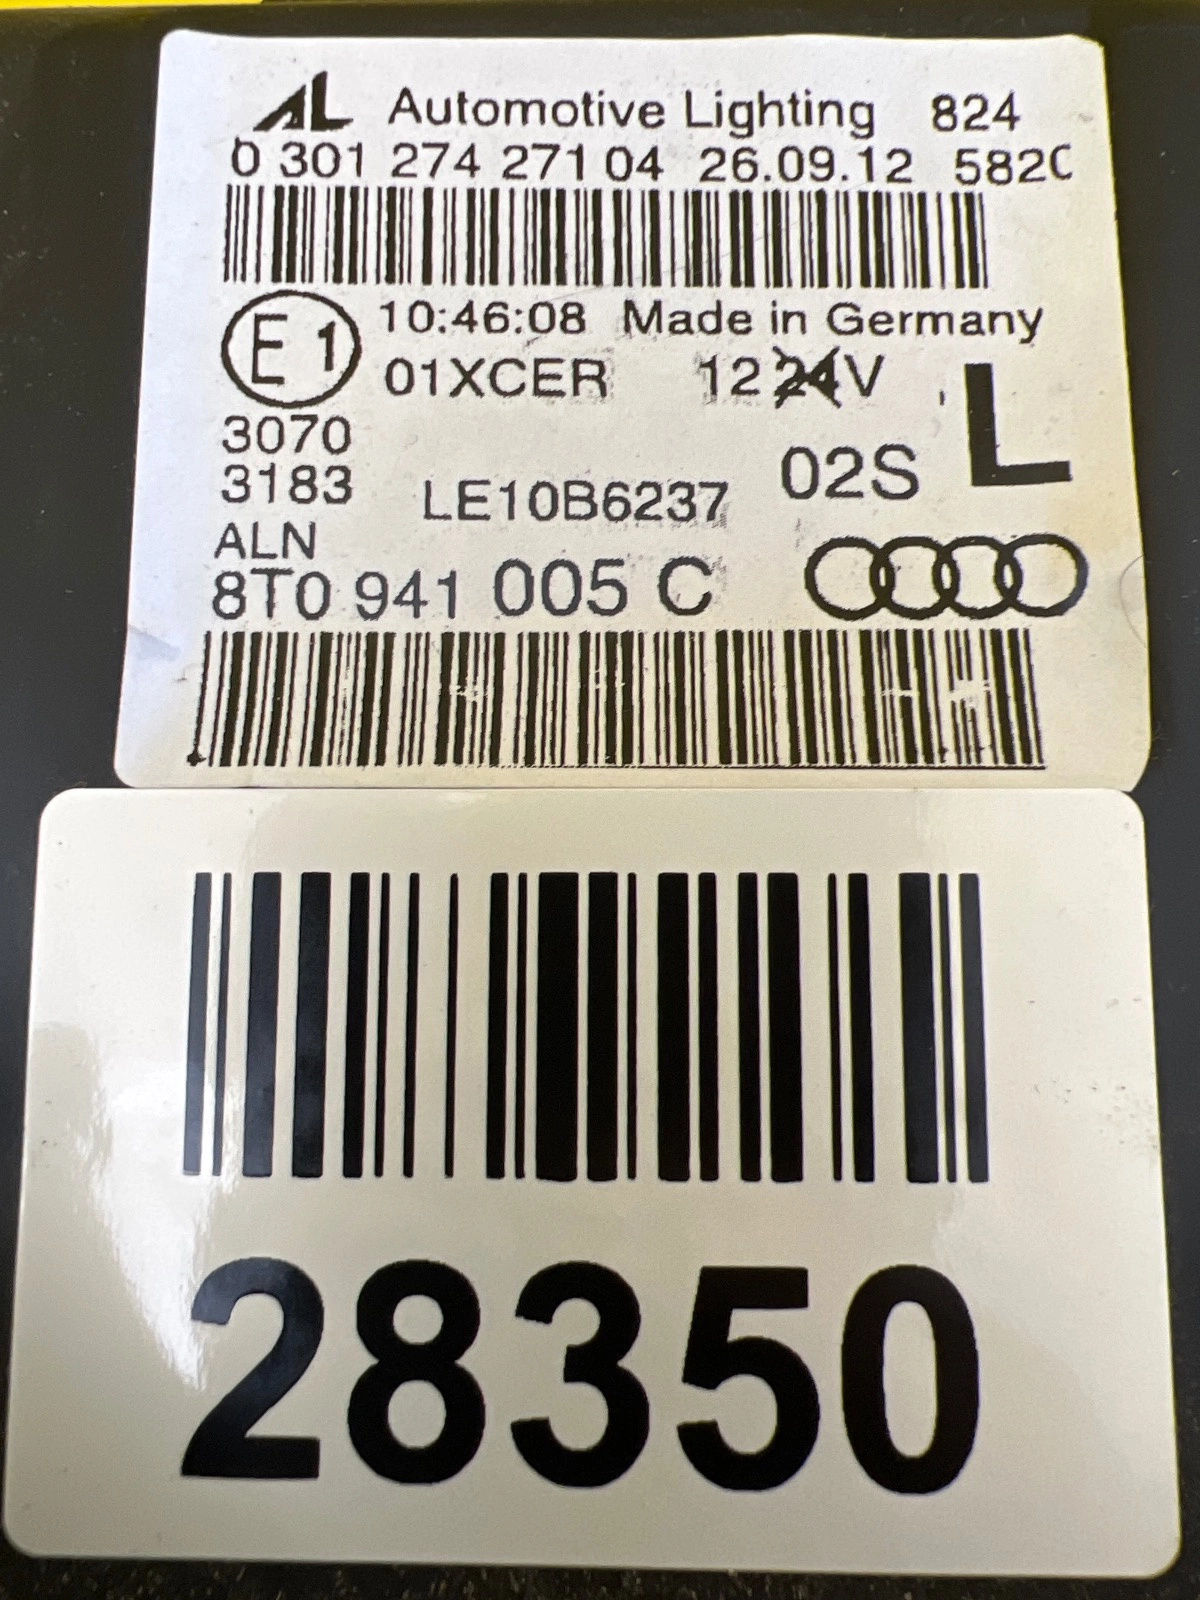 AL Automotive Lighting 824
0 301 274 271 04 26.09.12 582C
E1 10:46:08 Made in Germany
01XCER 12 24V L
3070
3183 LE10B6237 02S
ALN
8T0 941 005 C
28350